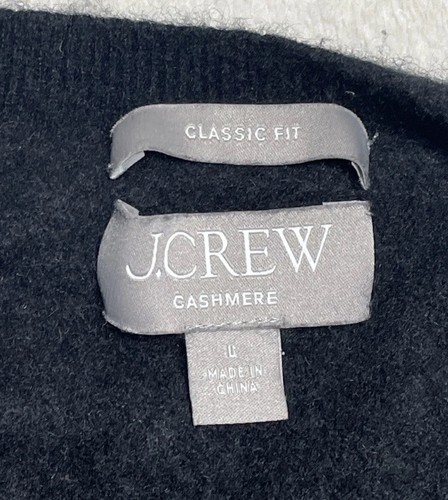 CLASSIC FIT
J.CREW
CASHMERE
MADE IN
CHINA